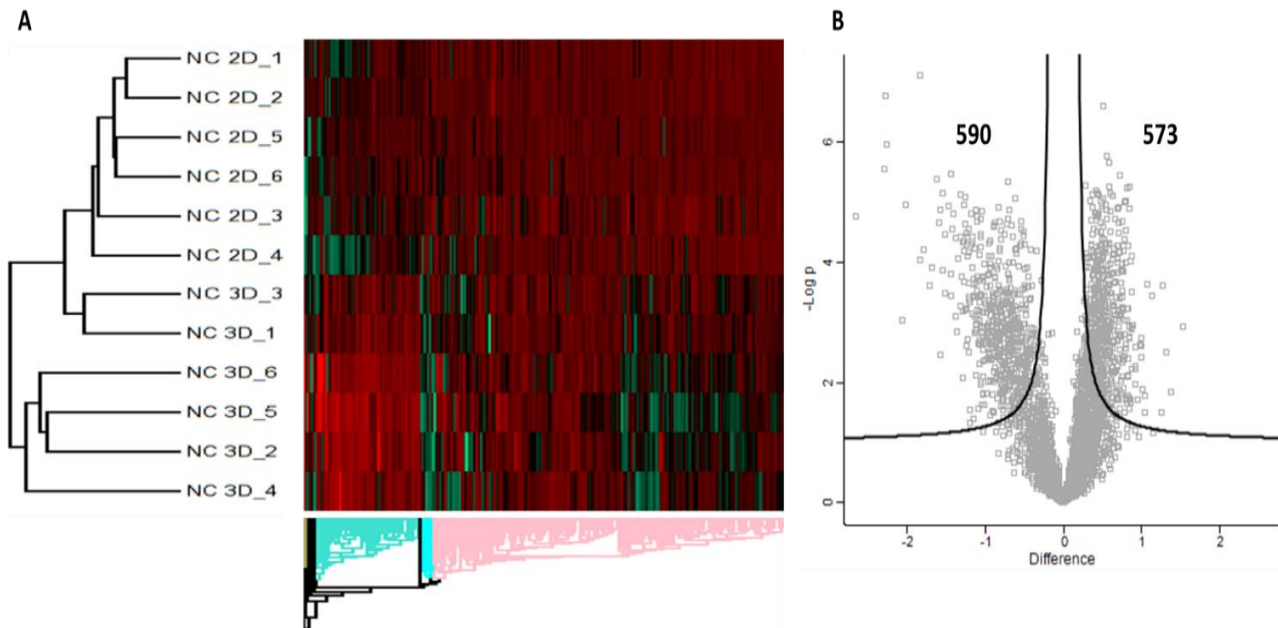 A
NC 2D_1
NC 2D_2
NC 2D_5
NC 2D_6
NC 2D_3
NC 2D_4
NC 3D_3
NC 3D_1
NC 3D_6
NC 3D_5
NC 3D_2
NC 3D_4
B
590
573
-Log p
6
4
2
0
-2
-1
0
1
2
Difference